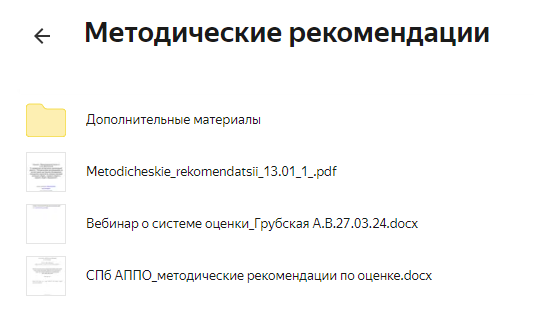 Методические рекомендации
Дополнительные материалы
Metodicheskie_rekomendatsii_13.01_1_.pdf
Вебинар о системе оценки_Грубская А.В.27.03.24.docx
СПб АППО_методические рекомендации по оценке.docx